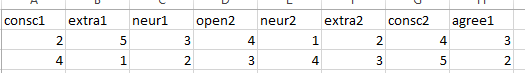 consc1 extra1 neur1 open2 neur2 extra2 consc2 agree1
2 5 3 4 1 2 4 3
4 1 2 3 4 3 5 2